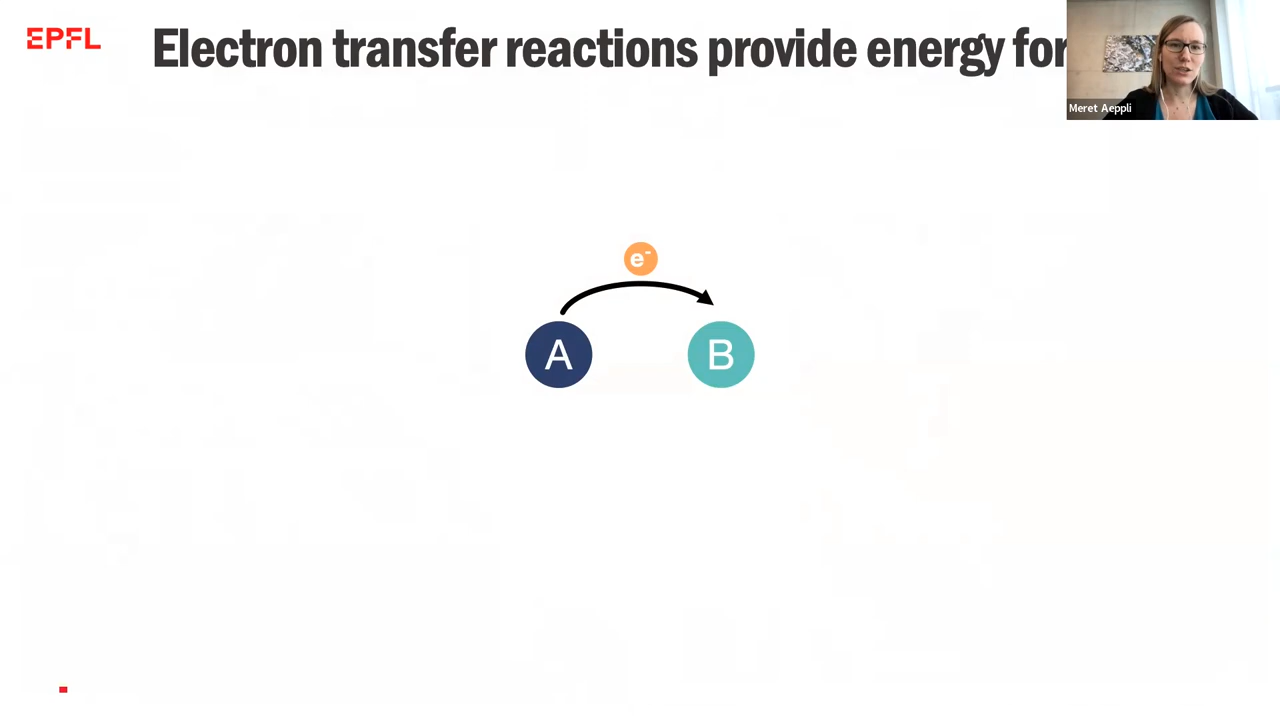 EPFL
Electron transfer reactions provide energy for
Meret Aeppli
e⁻
A B